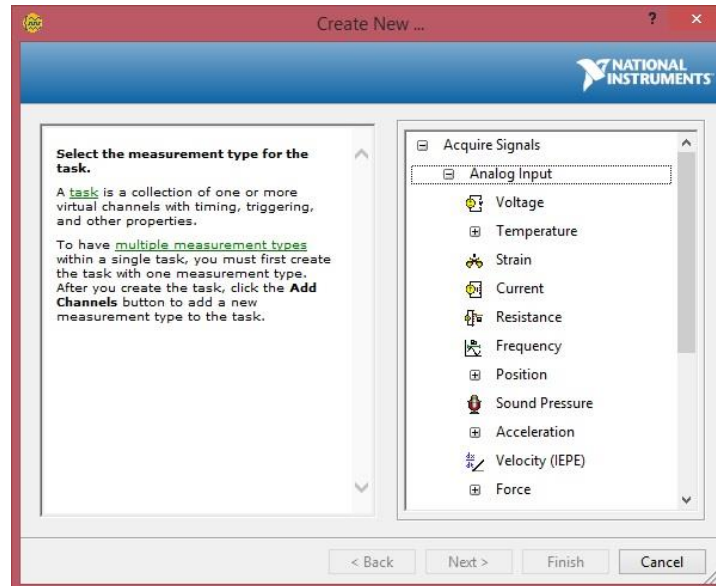 Create New ...
?
×
NATIONAL
INSTRUMENTS
Select the measurement type for the
task.
A task is a collection of one or more
virtual channels with timing, triggering,
and other properties.
To have multiple measurement types
within a single task, you must first create
the task with one measurement type.
After you create the task, click the Add
Channels button to add a new
measurement type to the task.
Acquire Signals
Analog Input
Voltage
Temperature
Strain
Current
Resistance
Frequency
Position
Sound Pressure
Acceleration
Velocity (IEPE)
Force
< Back
Next >
Finish
Cancel